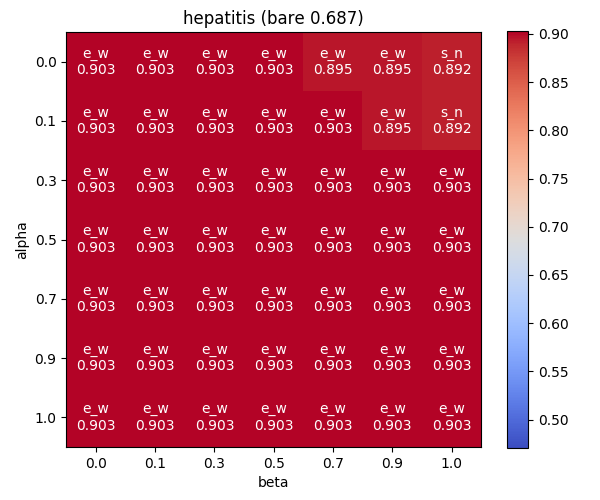 hepatitis (bare 0.687)
0.0 e_w e_w e_w e_w e_w e_w s_n
0.903 0.903 0.903 0.903 0.895 0.895 0.892
0.1 e_w e_w e_w e_w e_w e_w s_n
0.903 0.903 0.903 0.903 0.903 0.895 0.892
0.3 e_w e_w e_w e_w e_w e_w e_w
0.903 0.903 0.903 0.903 0.903 0.903 0.903
0.5 e_w e_w e_w e_w e_w e_w e_w
0.903 0.903 0.903 0.903 0.903 0.903 0.903
0.7 e_w e_w e_w e_w e_w e_w e_w
0.903 0.903 0.903 0.903 0.903 0.903 0.903
0.9 e_w e_w e_w e_w e_w e_w e_w
0.903 0.903 0.903 0.903 0.903 0.903 0.903
1.0 e_w e_w e_w e_w e_w e_w e_w
0.903 0.903 0.903 0.903 0.903 0.903 0.903
0.0 0.1 0.3 0.5 0.7 0.9 1.0
beta
alpha
0.90
0.85
0.80
0.75
0.70
0.65
0.60
0.55
0.50